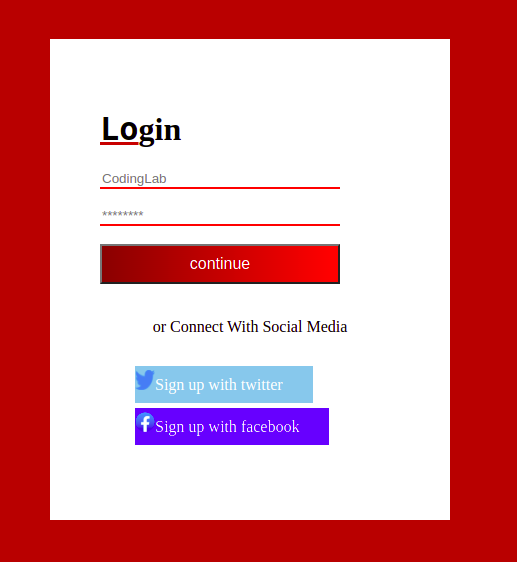 Login
CodingLab
********
continue
or Connect With Social Media
Sign up with twitter
Sign up with facebook